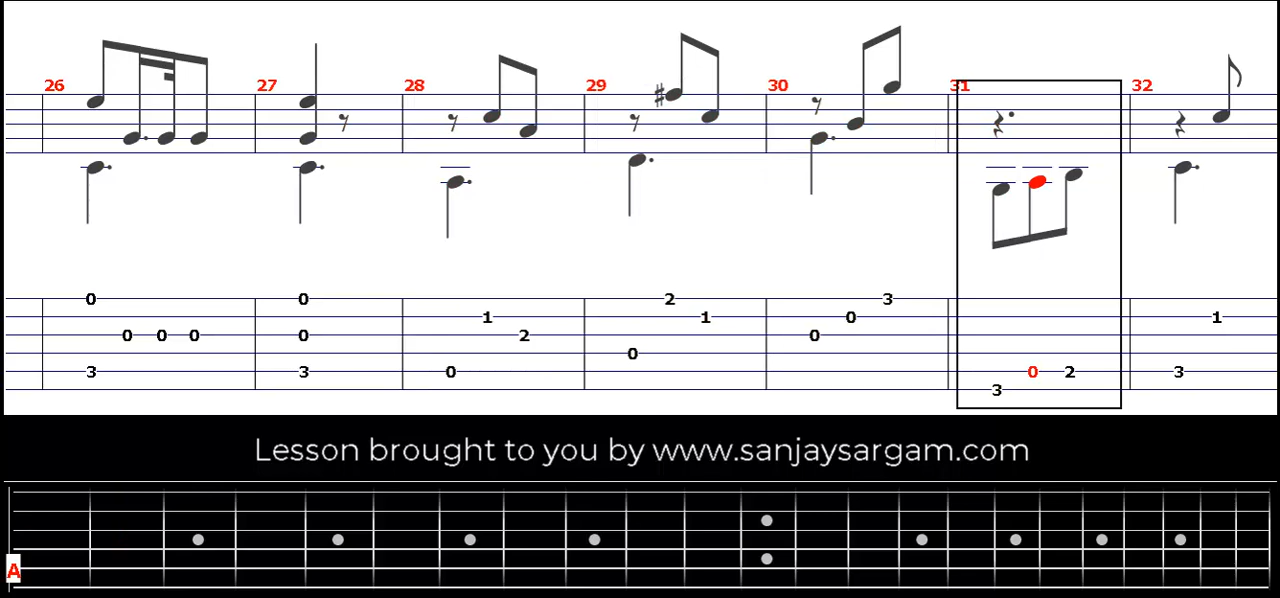 26 27 28 29 30 31 32
0 0 2 3
1 1 0 1
0 0 0 0 2 0
0
3 3 0 0 2 3
3
Lesson brought to you by www.sanjaysargam.com
A